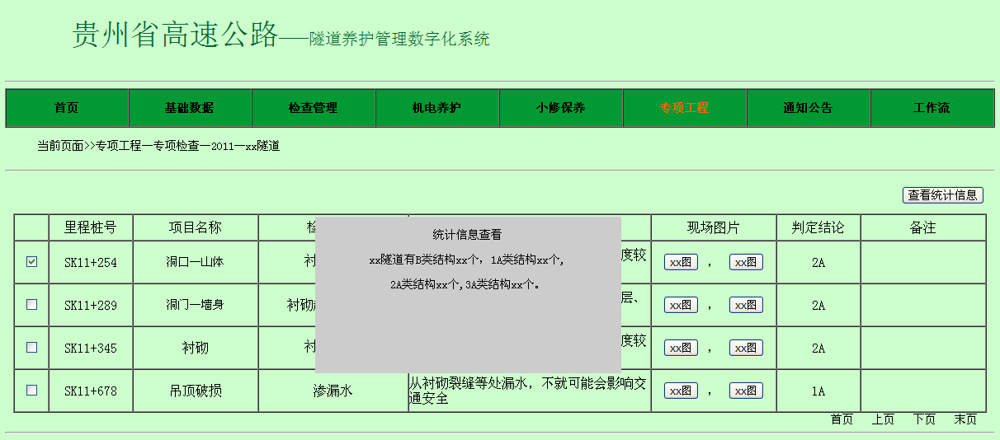 贵州省高速公路——隧道养护管理数字化系统
首页 基础数据 检查管理 机电养护 小修保养 专项工程 通知公告 工作流
当前页面>>专项工程—专项检查—2011—xx隧道
查看统计信息
里程桩号 项目名称 现场图片 判定结论 备注
统计信息查看
xx隧道有B类结构xx个，1A类结构xx个，
2A类结构xx个,3A类结构xx个。
SK11+254 洞口—山体 衬 度较 xx图 ， xx图 2A
SK11+289 洞门—墙身 衬砌 层、 xx图 ， xx图 2A
SK11+345 衬砌 衬 度较 xx图 ， xx图 2A
SK11+678 吊顶破损 渗漏水 从衬砌裂缝等处漏水，不就可能会影响交
通安全 xx图 ， xx图 1A
首页 上页 下页 末页